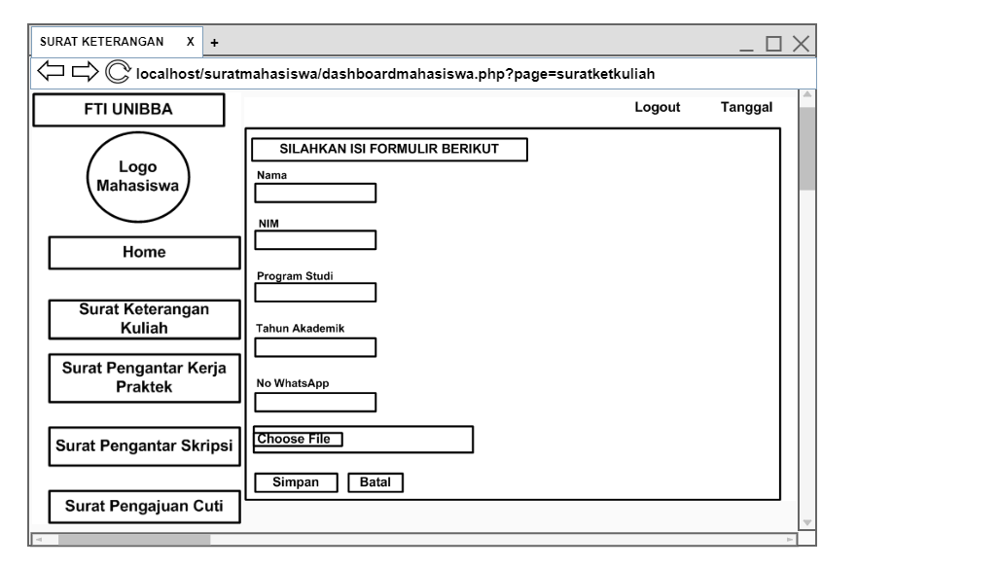 SURAT KETERANGAN X +
localhost/suratmahasiswa/dashboardmahasiswa.php?page=suratketkuliah
FTI UNIBBA
Logout Tanggal
Logo
Mahasiswa
Home
Surat Keterangan
Kuliah
Surat Pengantar Kerja
Praktek
Surat Pengantar Skripsi
Surat Pengajuan Cuti
SILAHKAN ISI FORMULIR BERIKUT
Nama
NIM
Program Studi
Tahun Akademik
No WhatsApp
Choose File
Simpan Batal